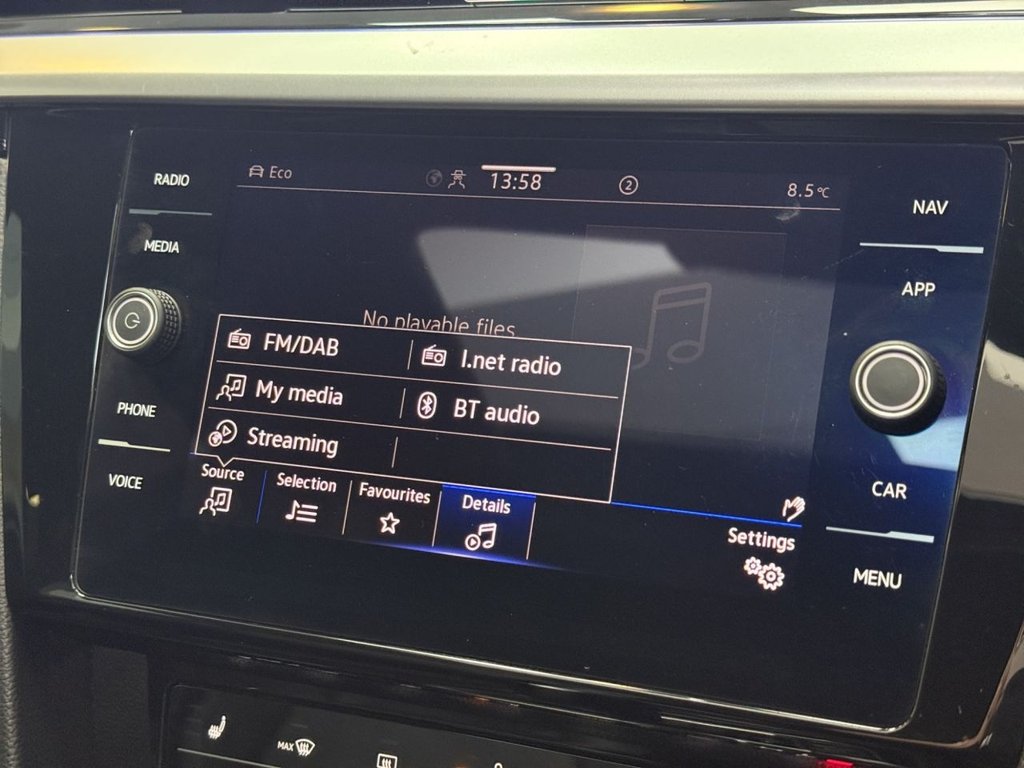 Eco 13:58 2 8.5°C
RADIO
MEDIA
PHONE
VOICE
No playable files
FM/DAB I.net radio
My media BT audio
Streaming
Source Selection Favourites Details
Settings
NAV
APP
CAR
MENU
MAX